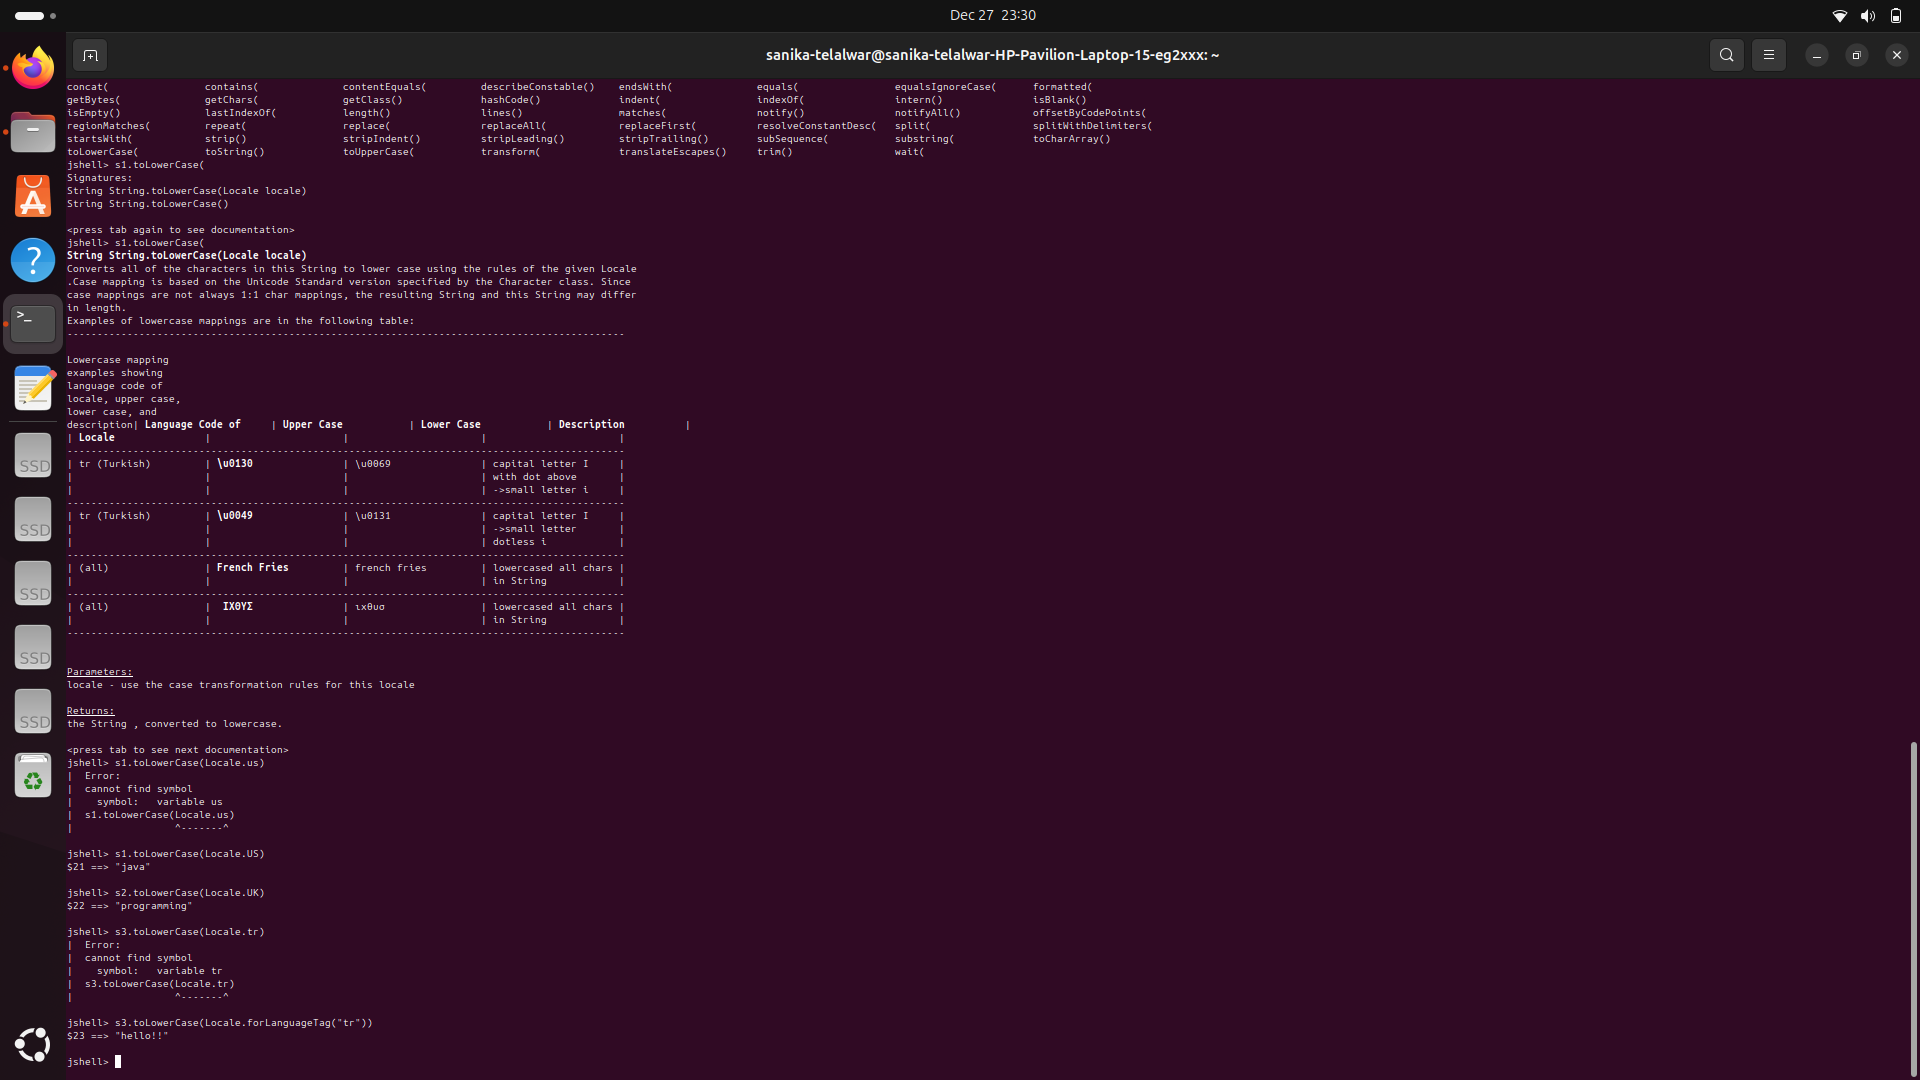 Dec 27 23:30
sanika-telalwar@sanika-telalwar-HP-Pavilion-Laptop-15-eg2xxx: ~
concat( contains( contentEquals( describeConstable() endsWith( equals( equalsIgnoreCase( formatted(
getBytes( getChars( getClass() hashCode() indent( indexOf( intern() isBlank()
isEmpty() lastIndexOf( length() lines() matches( notify() notifyAll() offsetByCodePoints(
regionMatches( repeat( replace( replaceAll( replaceFirst( resolveConstantDesc( split( splitWithDelimiters(
startsWith( strip() stripIndent() stripLeading() stripTrailing() subSequence( substring( toCharArray()
toLowerCase( toString() toUpperCase( transform( translateEscapes() trim() wait(
jshell> s1.toLowerCase(
Signatures:
String String.toLowerCase(Locale locale)
String String.toLowerCase()
<press tab again to see documentation>
jshell> s1.toLowerCase(
String String.toLowerCase(Locale locale)
Converts all of the characters in this String to lower case using the rules of the given Locale
.Case mapping is based on the Unicode Standard version specified by the Character class. Since
case mappings are not always 1:1 char mappings, the resulting String and this String may differ
in length.
Examples of lowercase mappings are in the following table:
---------------------------------------------------------------------------------------------
Lowercase mapping
examples showing
language code of
locale, upper case,
lower case, and
description| Language Code of | Upper Case | Lower Case | Description |
| Locale | | | |
---------------------------------------------------------------------------------------------
| tr (Turkish) | \u0130 | \u0069 | capital letter I |
| | | | with dot above |
| | | | ->small letter i |
---------------------------------------------------------------------------------------------
| tr (Turkish) | \u0049 | \u0131 | capital letter I |
| | | | ->small letter |
| | | | dotless i |
---------------------------------------------------------------------------------------------
| (all) | French Fries | french fries | lowercased all chars |
| | | | in String |
---------------------------------------------------------------------------------------------
| (all) | ΙΧΘΥΣ | ιχθυσ | lowercased all chars |
| | | | in String |
---------------------------------------------------------------------------------------------
Parameters:
locale - use the case transformation rules for this locale
Returns:
the String , converted to lowercase.
<press tab to see next documentation>
jshell> s1.toLowerCase(Locale.us)
| Error:
| cannot find symbol
| symbol: variable us
| s1.toLowerCase(Locale.us)
| ^-------^
jshell> s1.toLowerCase(Locale.US)
$21 ==> "java"
jshell> s2.toLowerCase(Locale.UK)
$22 ==> "programming"
jshell> s3.toLowerCase(Locale.tr)
| Error:
| cannot find symbol
| symbol: variable tr
| s3.toLowerCase(Locale.tr)
| ^-------^
jshell> s3.toLowerCase(Locale.forLanguageTag("tr"))
$23 ==> "hello!!"
jshell>
?
>_
SSD
SSD
SSD
SSD
SSD